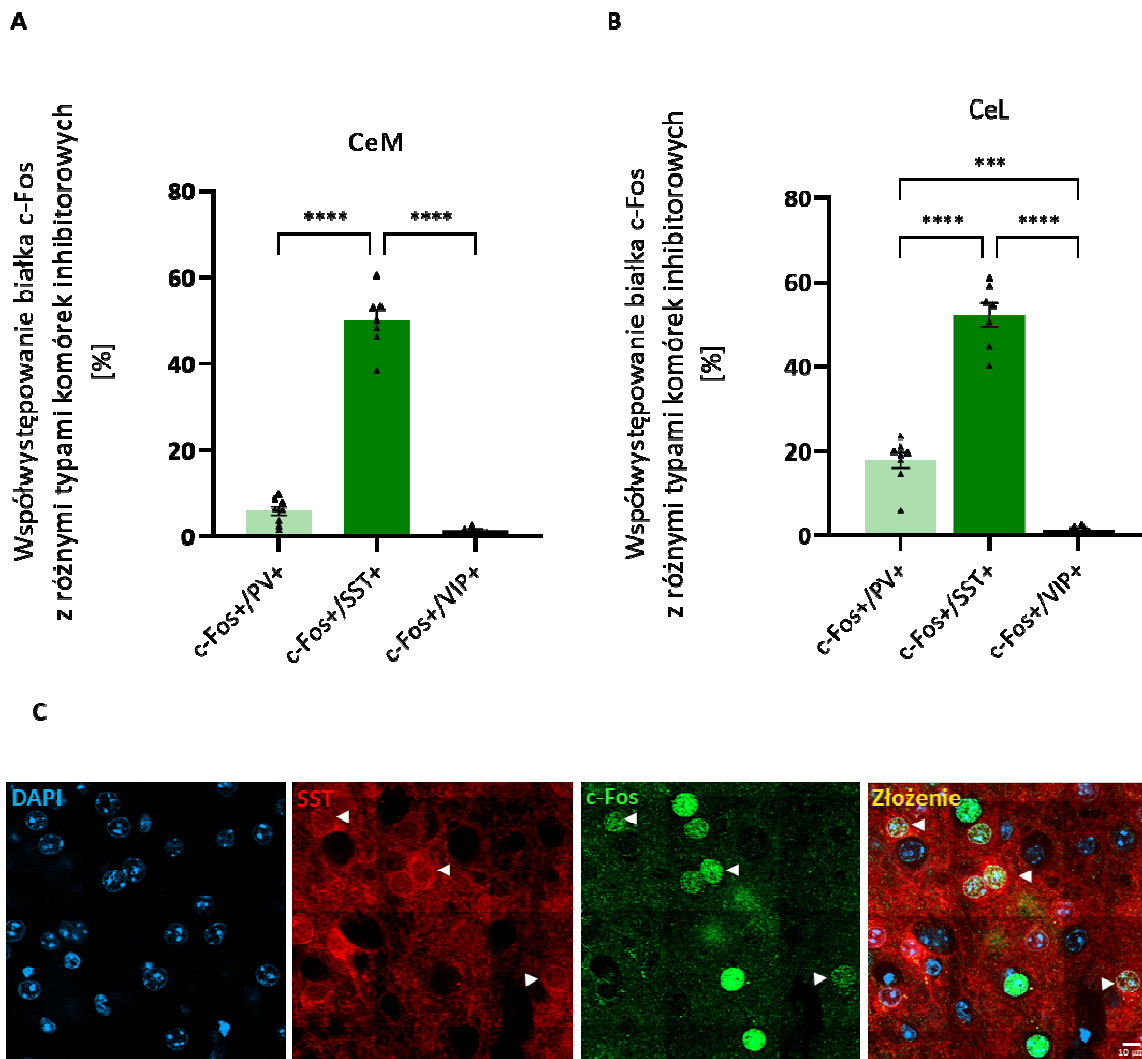 A
B
Współwystępowanie białka c-Fos
z różnymi typami komórek inhibitorowych
[%]
CeM
80
60
40
20
0
****
****
c-Fos+/PV+
c-Fos+/SST+
c-Fos+/VIP+
Współwystępowanie białka c-Fos
z różnymi typami komórek inhibitorowych
[%]
CeL
80
60
40
20
0
***
****
****
c-Fos+/PV+
c-Fos+/SST+
c-Fos+/VIP+
C
DAPI
SST
c-Fos
Złożenie
10